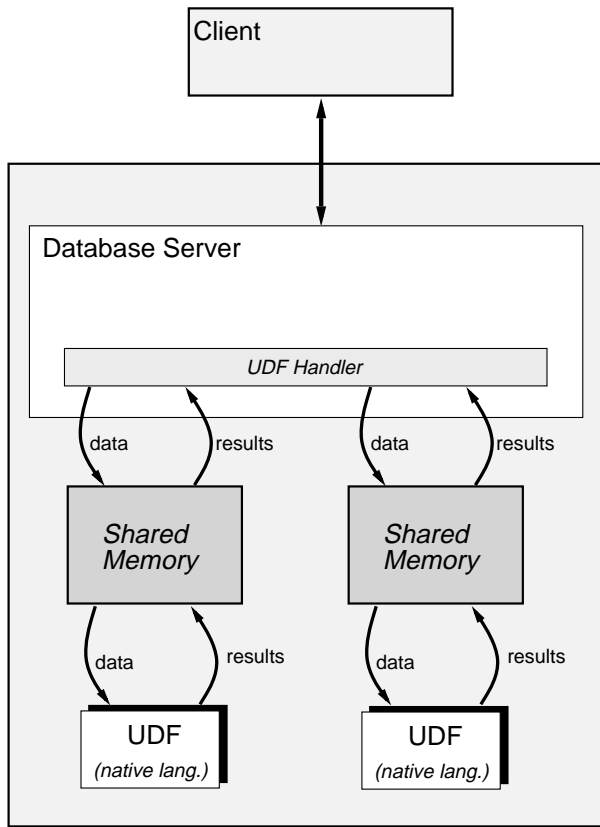 Client
Database Server
UDF Handler
data
results
data
results
Shared
Memory
Shared
Memory
data
results
data
results
UDF
(native lang.)
UDF
(native lang.)